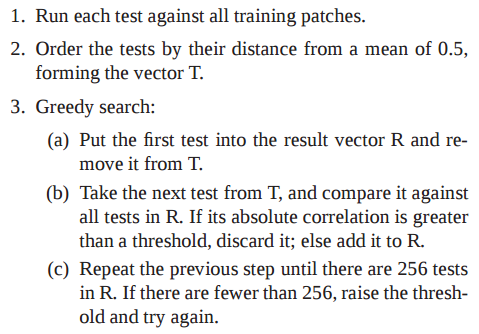 1. Run each test against all training patches.
2. Order the tests by their distance from a mean of 0.5,
forming the vector T.
3. Greedy search:
(a) Put the first test into the result vector R and re-
move it from T.
(b) Take the next test from T, and compare it against
all tests in R. If its absolute correlation is greater
than a threshold, discard it; else add it to R.
(c) Repeat the previous step until there are 256 tests
in R. If there are fewer than 256, raise the thresh-
old and try again.